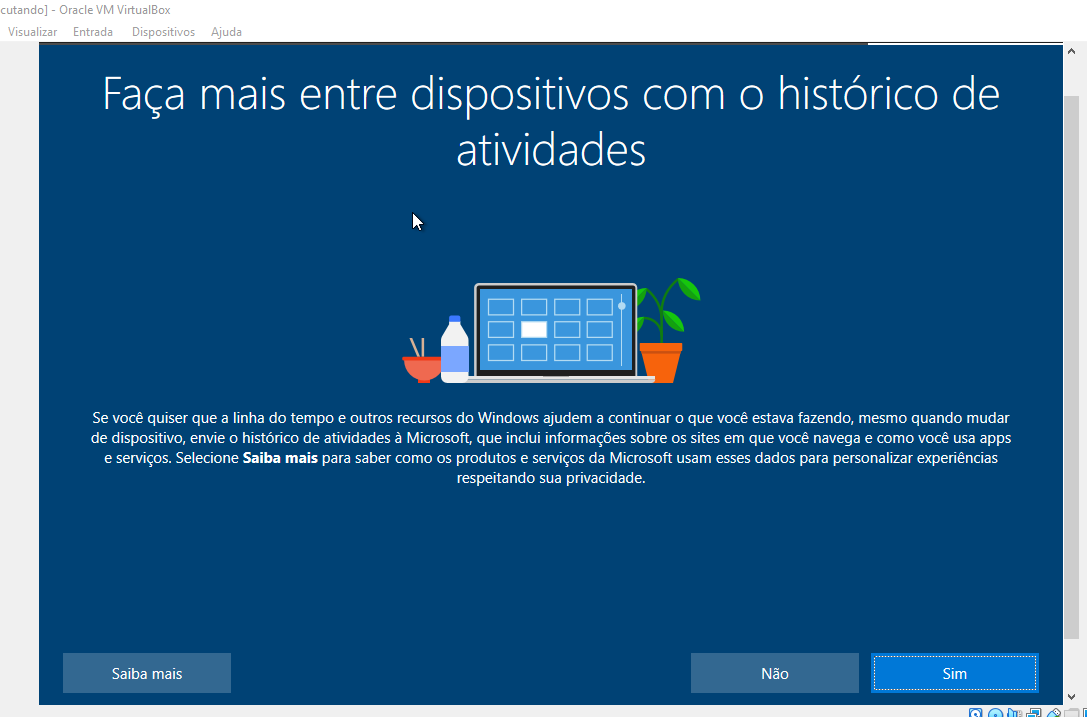 cutando] - Oracle VM VirtualBox
Visualizar Entrada Dispositivos Ajuda
Faça mais entre dispositivos com o histórico de
atividades
Se você quiser que a linha do tempo e outros recursos do Windows ajudem a continuar o que você estava fazendo, mesmo quando mudar
de dispositivo, envie o histórico de atividades à Microsoft, que inclui informações sobre os sites em que você navega e como você usa apps
e serviços. Selecione Saiba mais para saber como os produtos e serviços da Microsoft usam esses dados para personalizar experiências
respeitando sua privacidade.
Saiba mais Não Sim